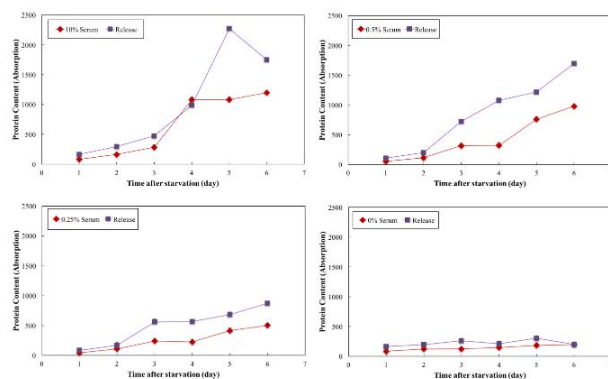 10% Serum Release
Protein Content (Absorption)
2500
2000
1500
1000
500
0
0 1 2 3 4 5 6 7
Time after starvation (day)
0.5% Serum Release
Protein Content (Absorption)
2500
2000
1500
1000
500
0
0 1 2 3 4 5 6 7
Time after starvation (day)
0.25% Serum Release
Protein Content (Absorption)
2500
2000
1500
1000
500
0
0 1 2 3 4 5 6 7
Time after starvation (day)
0% Serum Release
Protein Content (Absorption)
2500
2000
1500
1000
500
0
0 1 2 3 4 5 6 7
Time after starvation (day)